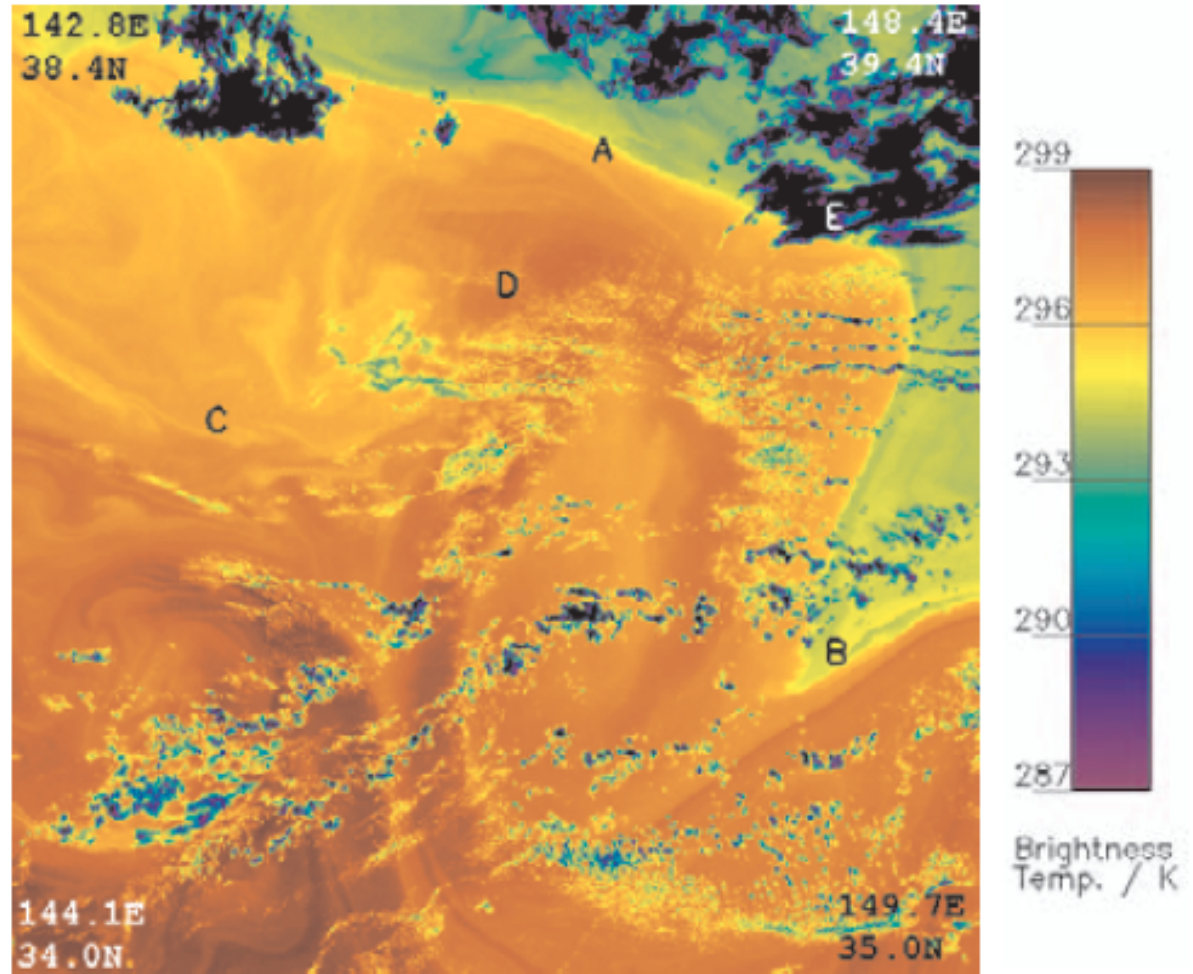 142.8E
38.4N
148.4E
39.4N
A
E
D
C
B
144.1E
34.0N
149.7E
35.0N
299
296
293
290
287
Brightness
Temp. / K